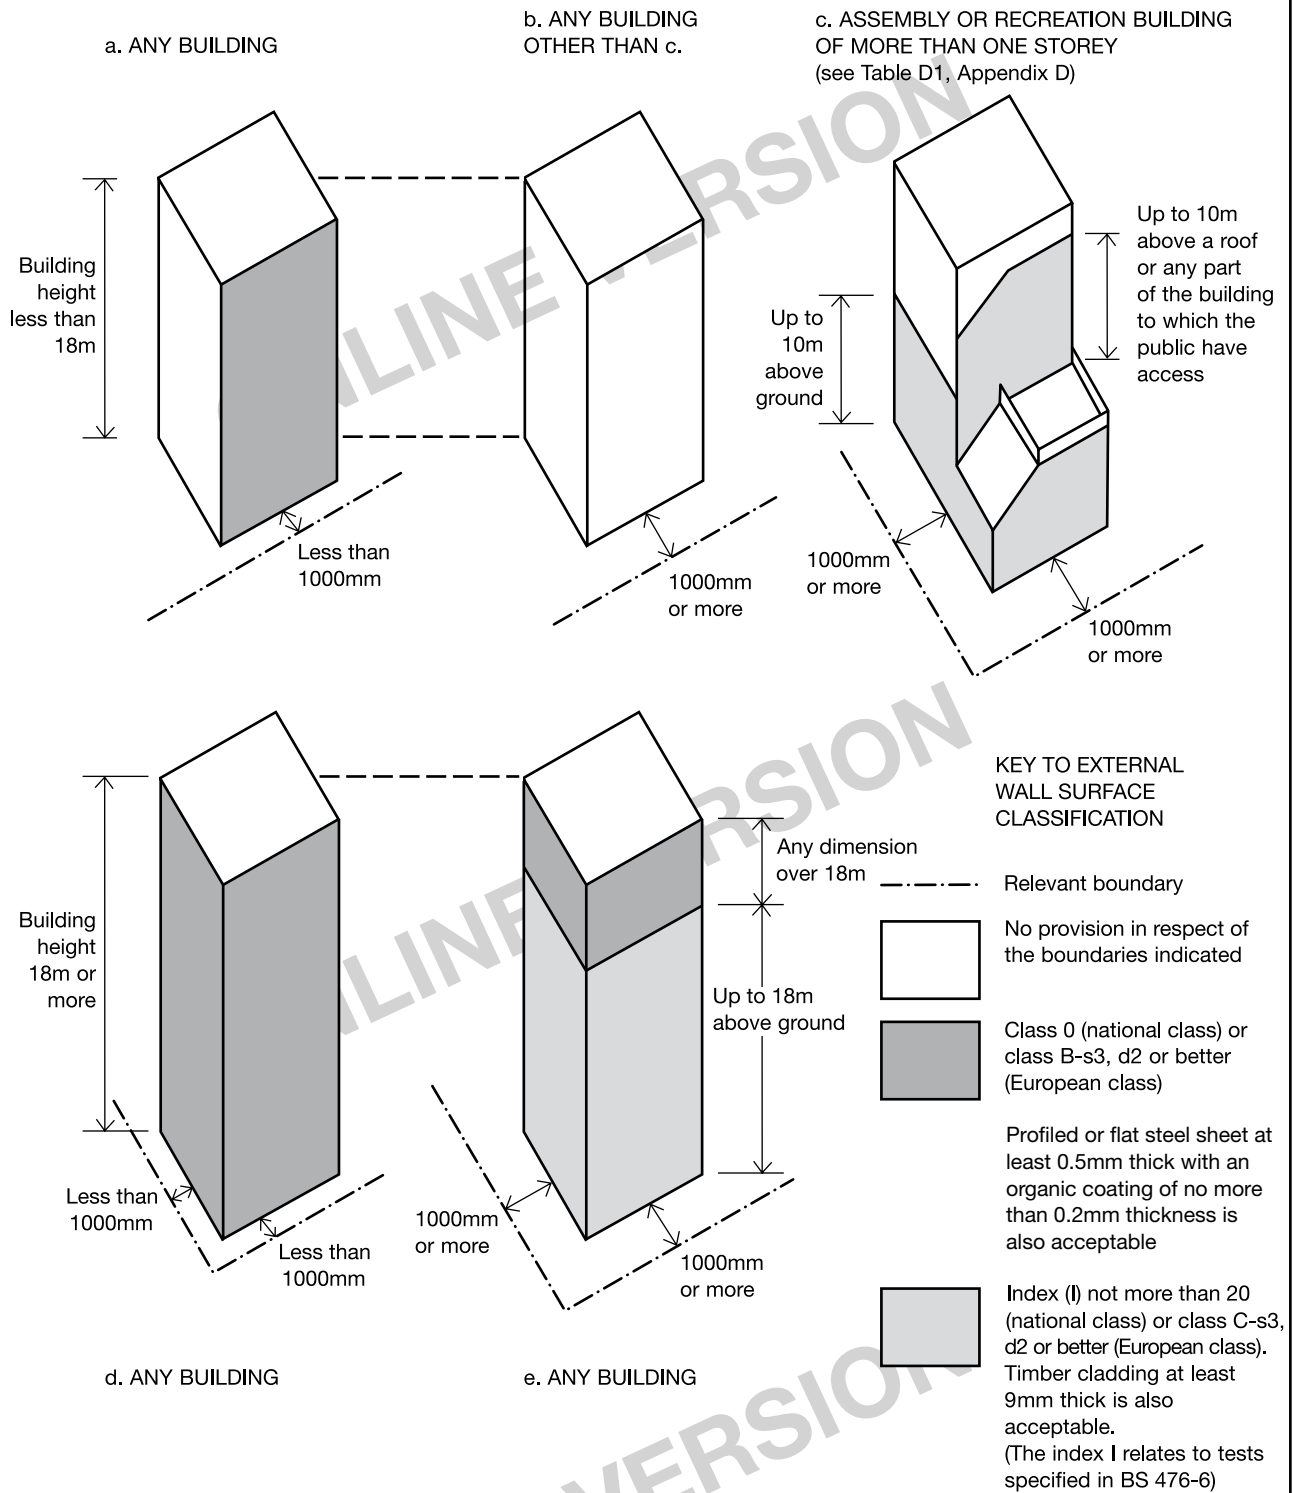 a. ANY BUILDING
b. ANY BUILDING
OTHER THAN c.
c. ASSEMBLY OR RECREATION BUILDING
OF MORE THAN ONE STOREY
(see Table D1, Appendix D)
Building
height
less than
18m
Less than
1000mm
1000mm
or more
Up to
10m
above
ground
Up to 10m
above a roof
or any part
of the building
to which the
public have
access
1000mm
or more
1000mm
or more
ONLINE VERSION
Building
height
18m or
more
Less than
1000mm
Less than
1000mm
d. ANY BUILDING
Any dimension
over 18m
Up to 18m
above ground
1000mm
or more
1000mm
or more
e. ANY BUILDING
ONLINE VERSION
KEY TO EXTERNAL
WALL SURFACE
CLASSIFICATION
Relevant boundary
No provision in respect of
the boundaries indicated
Class 0 (national class) or
class B-s3, d2 or better
(European class)
Profiled or flat steel sheet at
least 0.5mm thick with an
organic coating of no more
than 0.2mm thickness is
also acceptable
Index (I) not more than 20
(national class) or class C-s3,
d2 or better (European class).
Timber cladding at least
9mm thick is also
acceptable.
(The index I relates to tests
specified in BS 476-6)
VERSION